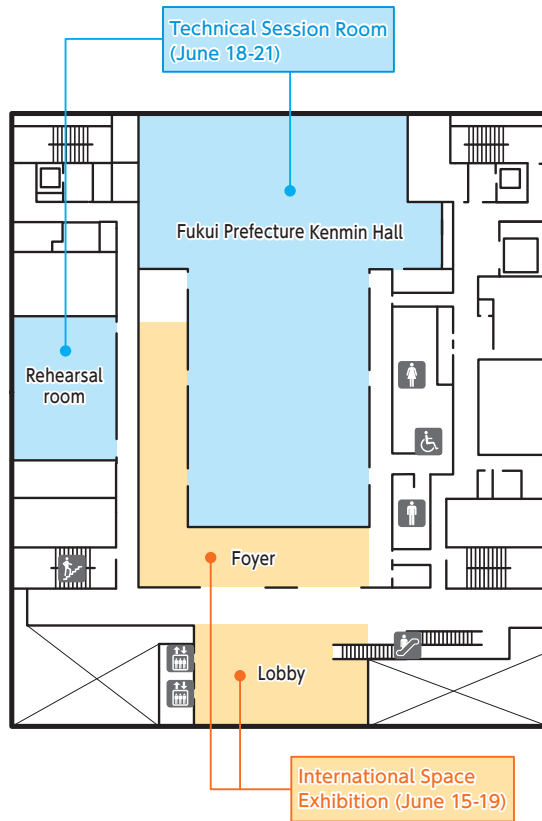 Technical Session Room
(June 18-21)
Fukui Prefecture Kenmin Hall
Rehearsal
room
Foyer
Lobby
International Space
Exhibition (June 15-19)